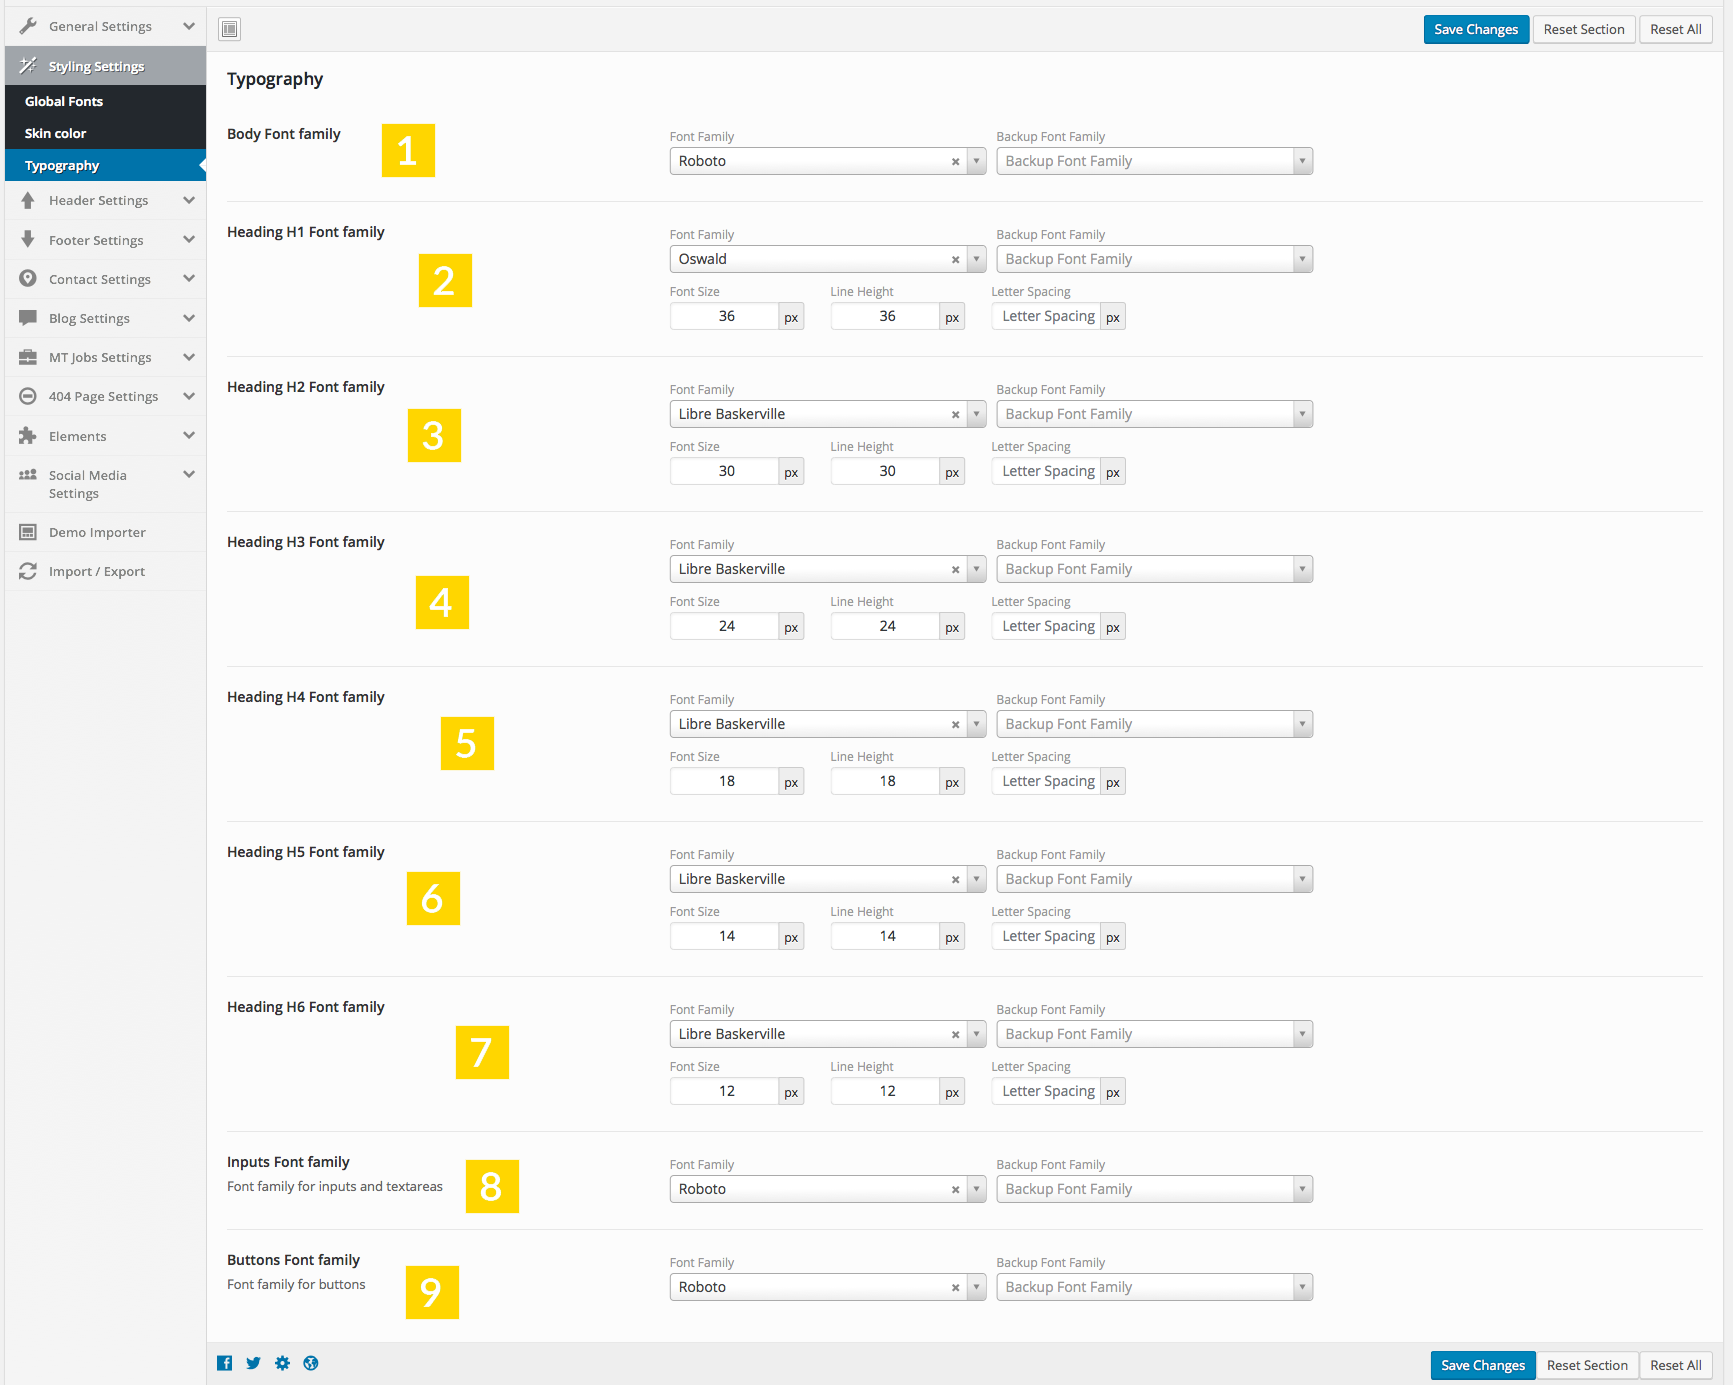 General Settings
Styling Settings
Global Fonts
Skin color
Typography
Header Settings
Footer Settings
Contact Settings
Blog Settings
MT Jobs Settings
404 Page Settings
Elements
Social Media
Settings
Demo Importer
Import / Export
Save Changes Reset Section Reset All
Typography
Body Font family
1
Font Family Backup Font Family
Roboto Backup Font Family
Heading H1 Font family
2
Font Family Backup Font Family
Oswald Backup Font Family
Font Size Line Height Letter Spacing
36 px 36 px Letter Spacing px
Heading H2 Font family
3
Font Family Backup Font Family
Libre Baskerville Backup Font Family
Font Size Line Height Letter Spacing
30 px 30 px Letter Spacing px
Heading H3 Font family
4
Font Family Backup Font Family
Libre Baskerville Backup Font Family
Font Size Line Height Letter Spacing
24 px 24 px Letter Spacing px
Heading H4 Font family
5
Font Family Backup Font Family
Libre Baskerville Backup Font Family
Font Size Line Height Letter Spacing
18 px 18 px Letter Spacing px
Heading H5 Font family
6
Font Family Backup Font Family
Libre Baskerville Backup Font Family
Font Size Line Height Letter Spacing
14 px 14 px Letter Spacing px
Heading H6 Font family
7
Font Family Backup Font Family
Libre Baskerville Backup Font Family
Font Size Line Height Letter Spacing
12 px 12 px Letter Spacing px
Inputs Font family
Font family for inputs and textareas
8
Font Family Backup Font Family
Roboto Backup Font Family
Buttons Font family
Font family for buttons
9
Font Family Backup Font Family
Roboto Backup Font Family
Save Changes Reset Section Reset All